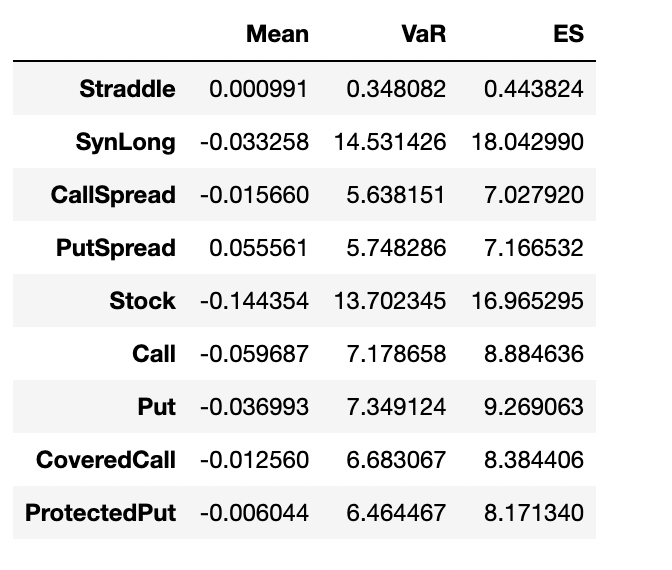 Mean VaR ES
Straddle 0.000991 0.348082 0.443824
SynLong -0.033258 14.531426 18.042990
CallSpread -0.015660 5.638151 7.027920
PutSpread 0.055561 5.748286 7.166532
Stock -0.144354 13.702345 16.965295
Call -0.059687 7.178658 8.884636
Put -0.036993 7.349124 9.269063
CoveredCall -0.012560 6.683067 8.384406
ProtectedPut -0.006044 6.464467 8.171340